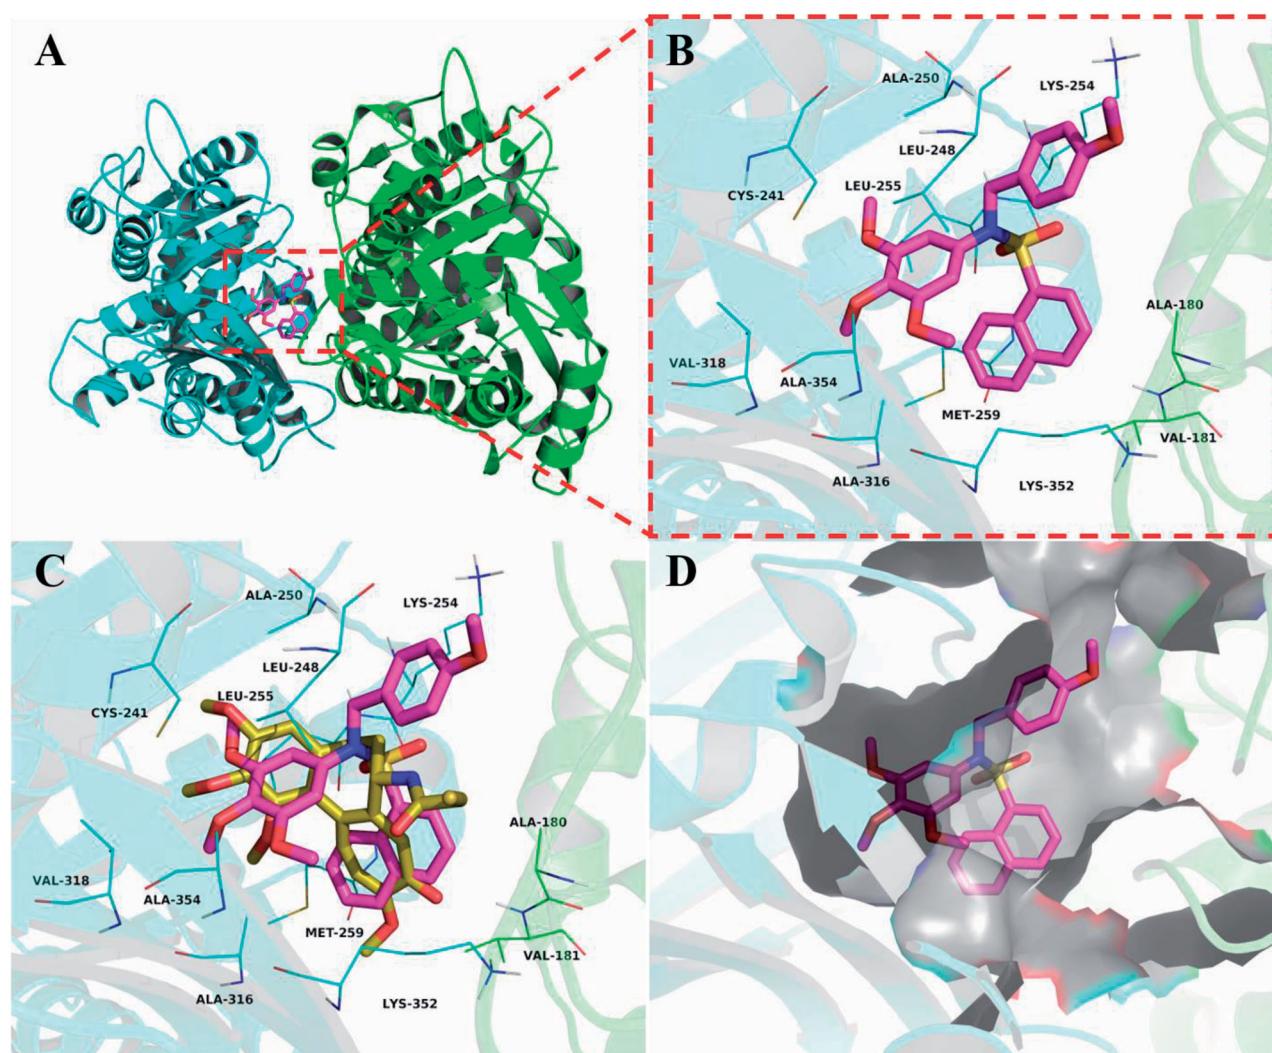 A
B
ALA-250
LYS-254
LEU-248
LEU-255
CYS-241
ALA-180
VAL-318
ALA-354
MET-259
VAL-181
ALA-316
LYS-352
C
ALA-250
LYS-254
LEU-248
LEU-255
CYS-241
ALA-180
VAL-318
ALA-354
MET-259
VAL-181
ALA-316
LYS-352
D